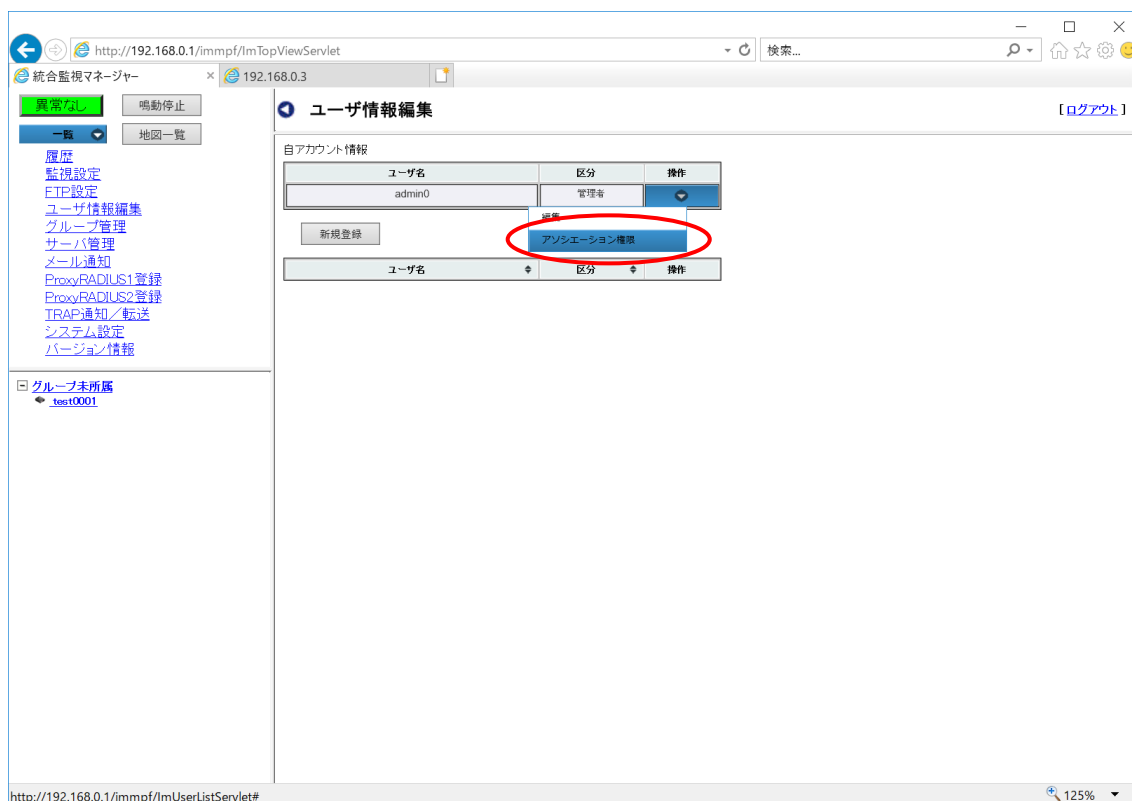 http://192.168.0.1/immpf/ImTopViewServlet
検索...
統合監視マネージャー
192.168.0.3
異常なし
鳴動停止
一覧
地図一覧
履歴
監視設定
FTP設定
ユーザ情報編集
グループ管理
サーバ管理
メール通知
ProxyRADIUS1登録
ProxyRADIUS2登録
TRAP通知／転送
システム設定
バージョン情報
グループ未所属
test0001
ユーザ情報編集
[ログアウト]
自アカウント情報
ユーザ名 区分 操作
admin0 管理者
編集
アソシエーション権限
新規登録
ユーザ名 区分 操作
http://192.168.0.1/immpf/ImUserListServlet#
125%